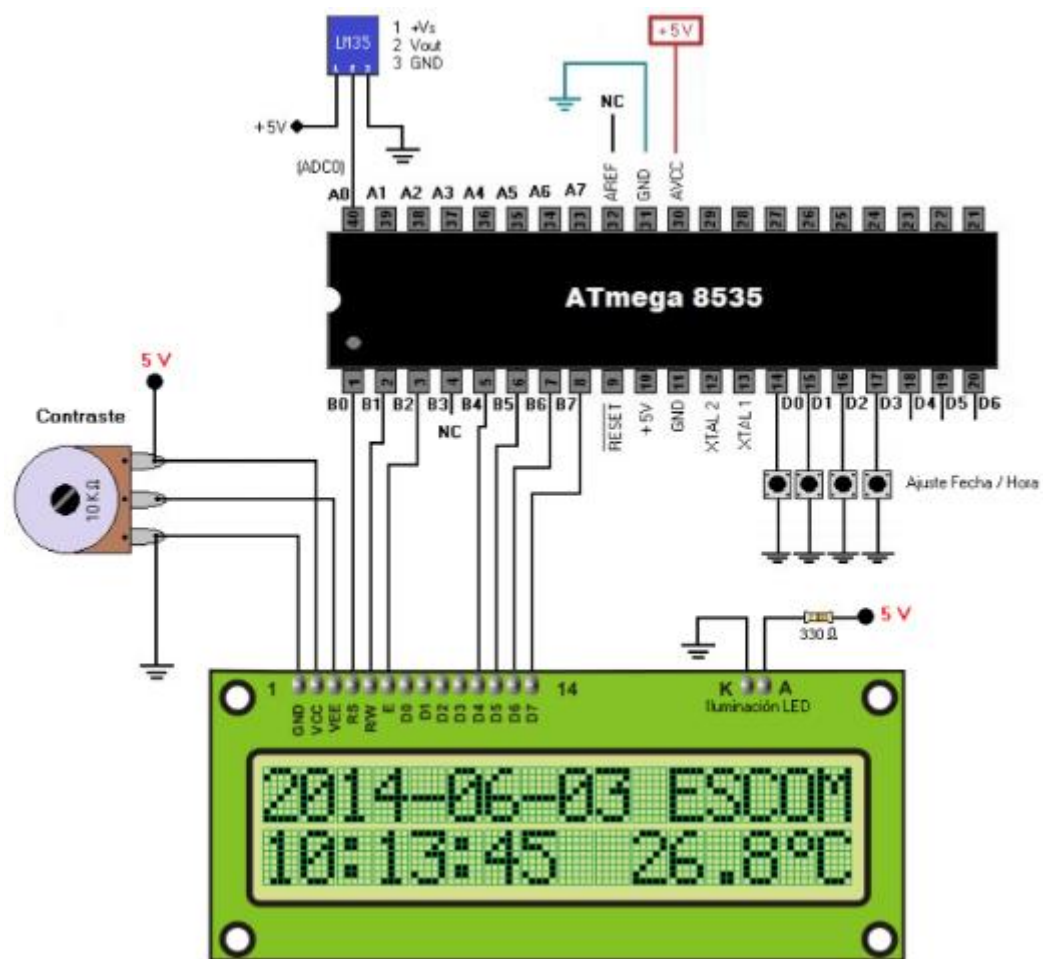 LM35
1 2 3
1 +Vs
2 Vout
3 GND
+5V
+5V
(ADC0)
NC
AREF
GND
AVCC
A0 A1 A2 A3 A4 A5 A6 A7
40 39 38 37 36 35 34 33 32 31 30 29 28 27 26 25 24 23 22 21
ATmega 8535
1 2 3 4 5 6 7 8 9 10 11 12 13 14 15 16 17 18 19 20
B0 B1 B2 B3 B4 B5 B6 B7
NC
RESET
+5V
GND
XTAL 2
XTAL 1
D0 D1 D2 D3 D4 D5 D6
5 V
Contraste
10 KΩ
Ajuste Fecha / Hora
5 V
330 Ω
1
14
GND VCC VEE RS R/W E D0 D1 D2 D3 D4 D5 D6 D7
K A
Iluminación LED
2014-06-03 ESCOM
10:13:45 26.8ºC